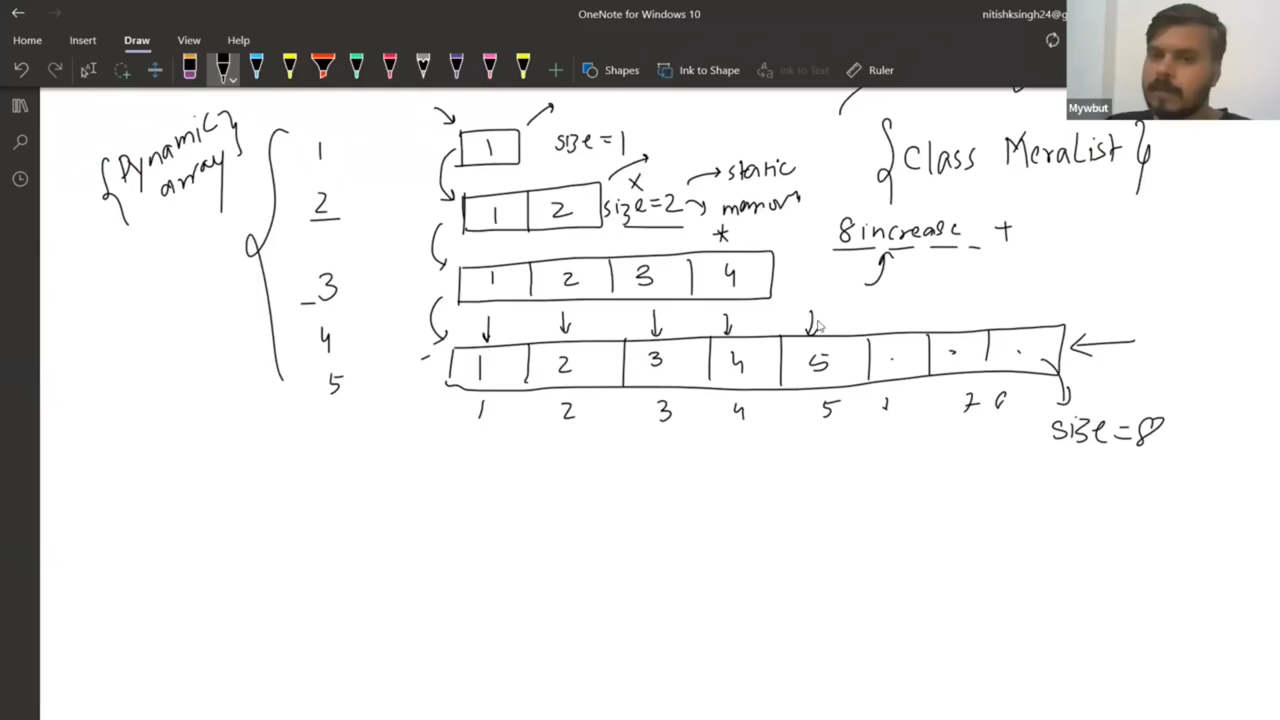 OneNote for Windows 10
nitishksingh24@g
Home Insert Draw View Help
Shapes Ink to Shape Ink to Text Ruler
Mywbut
{Dynamic
array}
1
2
3
4
5
1 size=1
1 2 size=2 → static
memory
1 2 3 4
1 2 3 4 5 . . .
1 2 3 4 5 7
size=8
{Class MeraList}
8 increase +